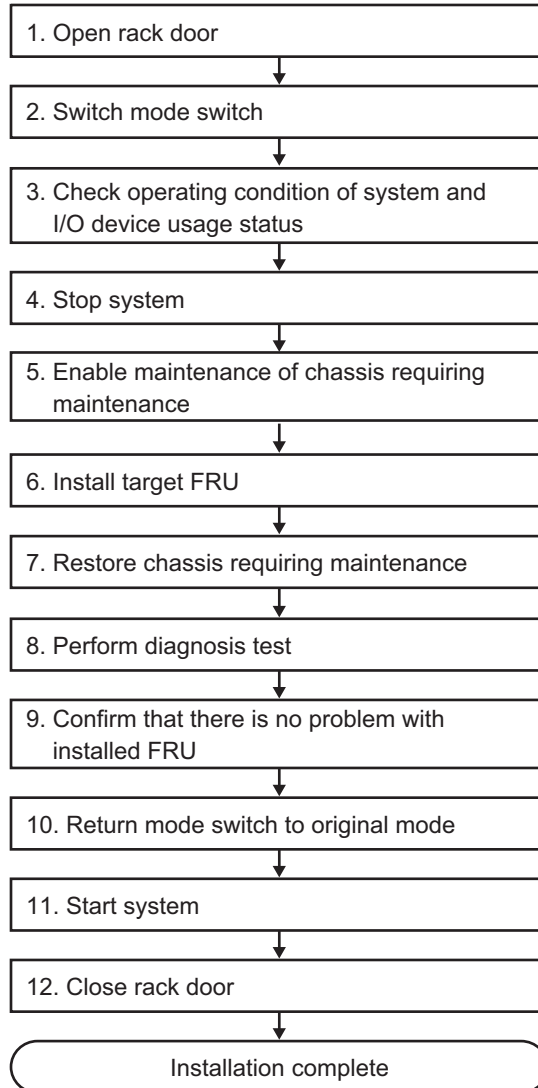 1. Open rack door
2. Switch mode switch
3. Check operating condition of system and
I/O device usage status
4. Stop system
5. Enable maintenance of chassis requiring
maintenance
6. Install target FRU
7. Restore chassis requiring maintenance
8. Perform diagnosis test
9. Confirm that there is no problem with
installed FRU
10. Return mode switch to original mode
11. Start system
12. Close rack door
Installation complete